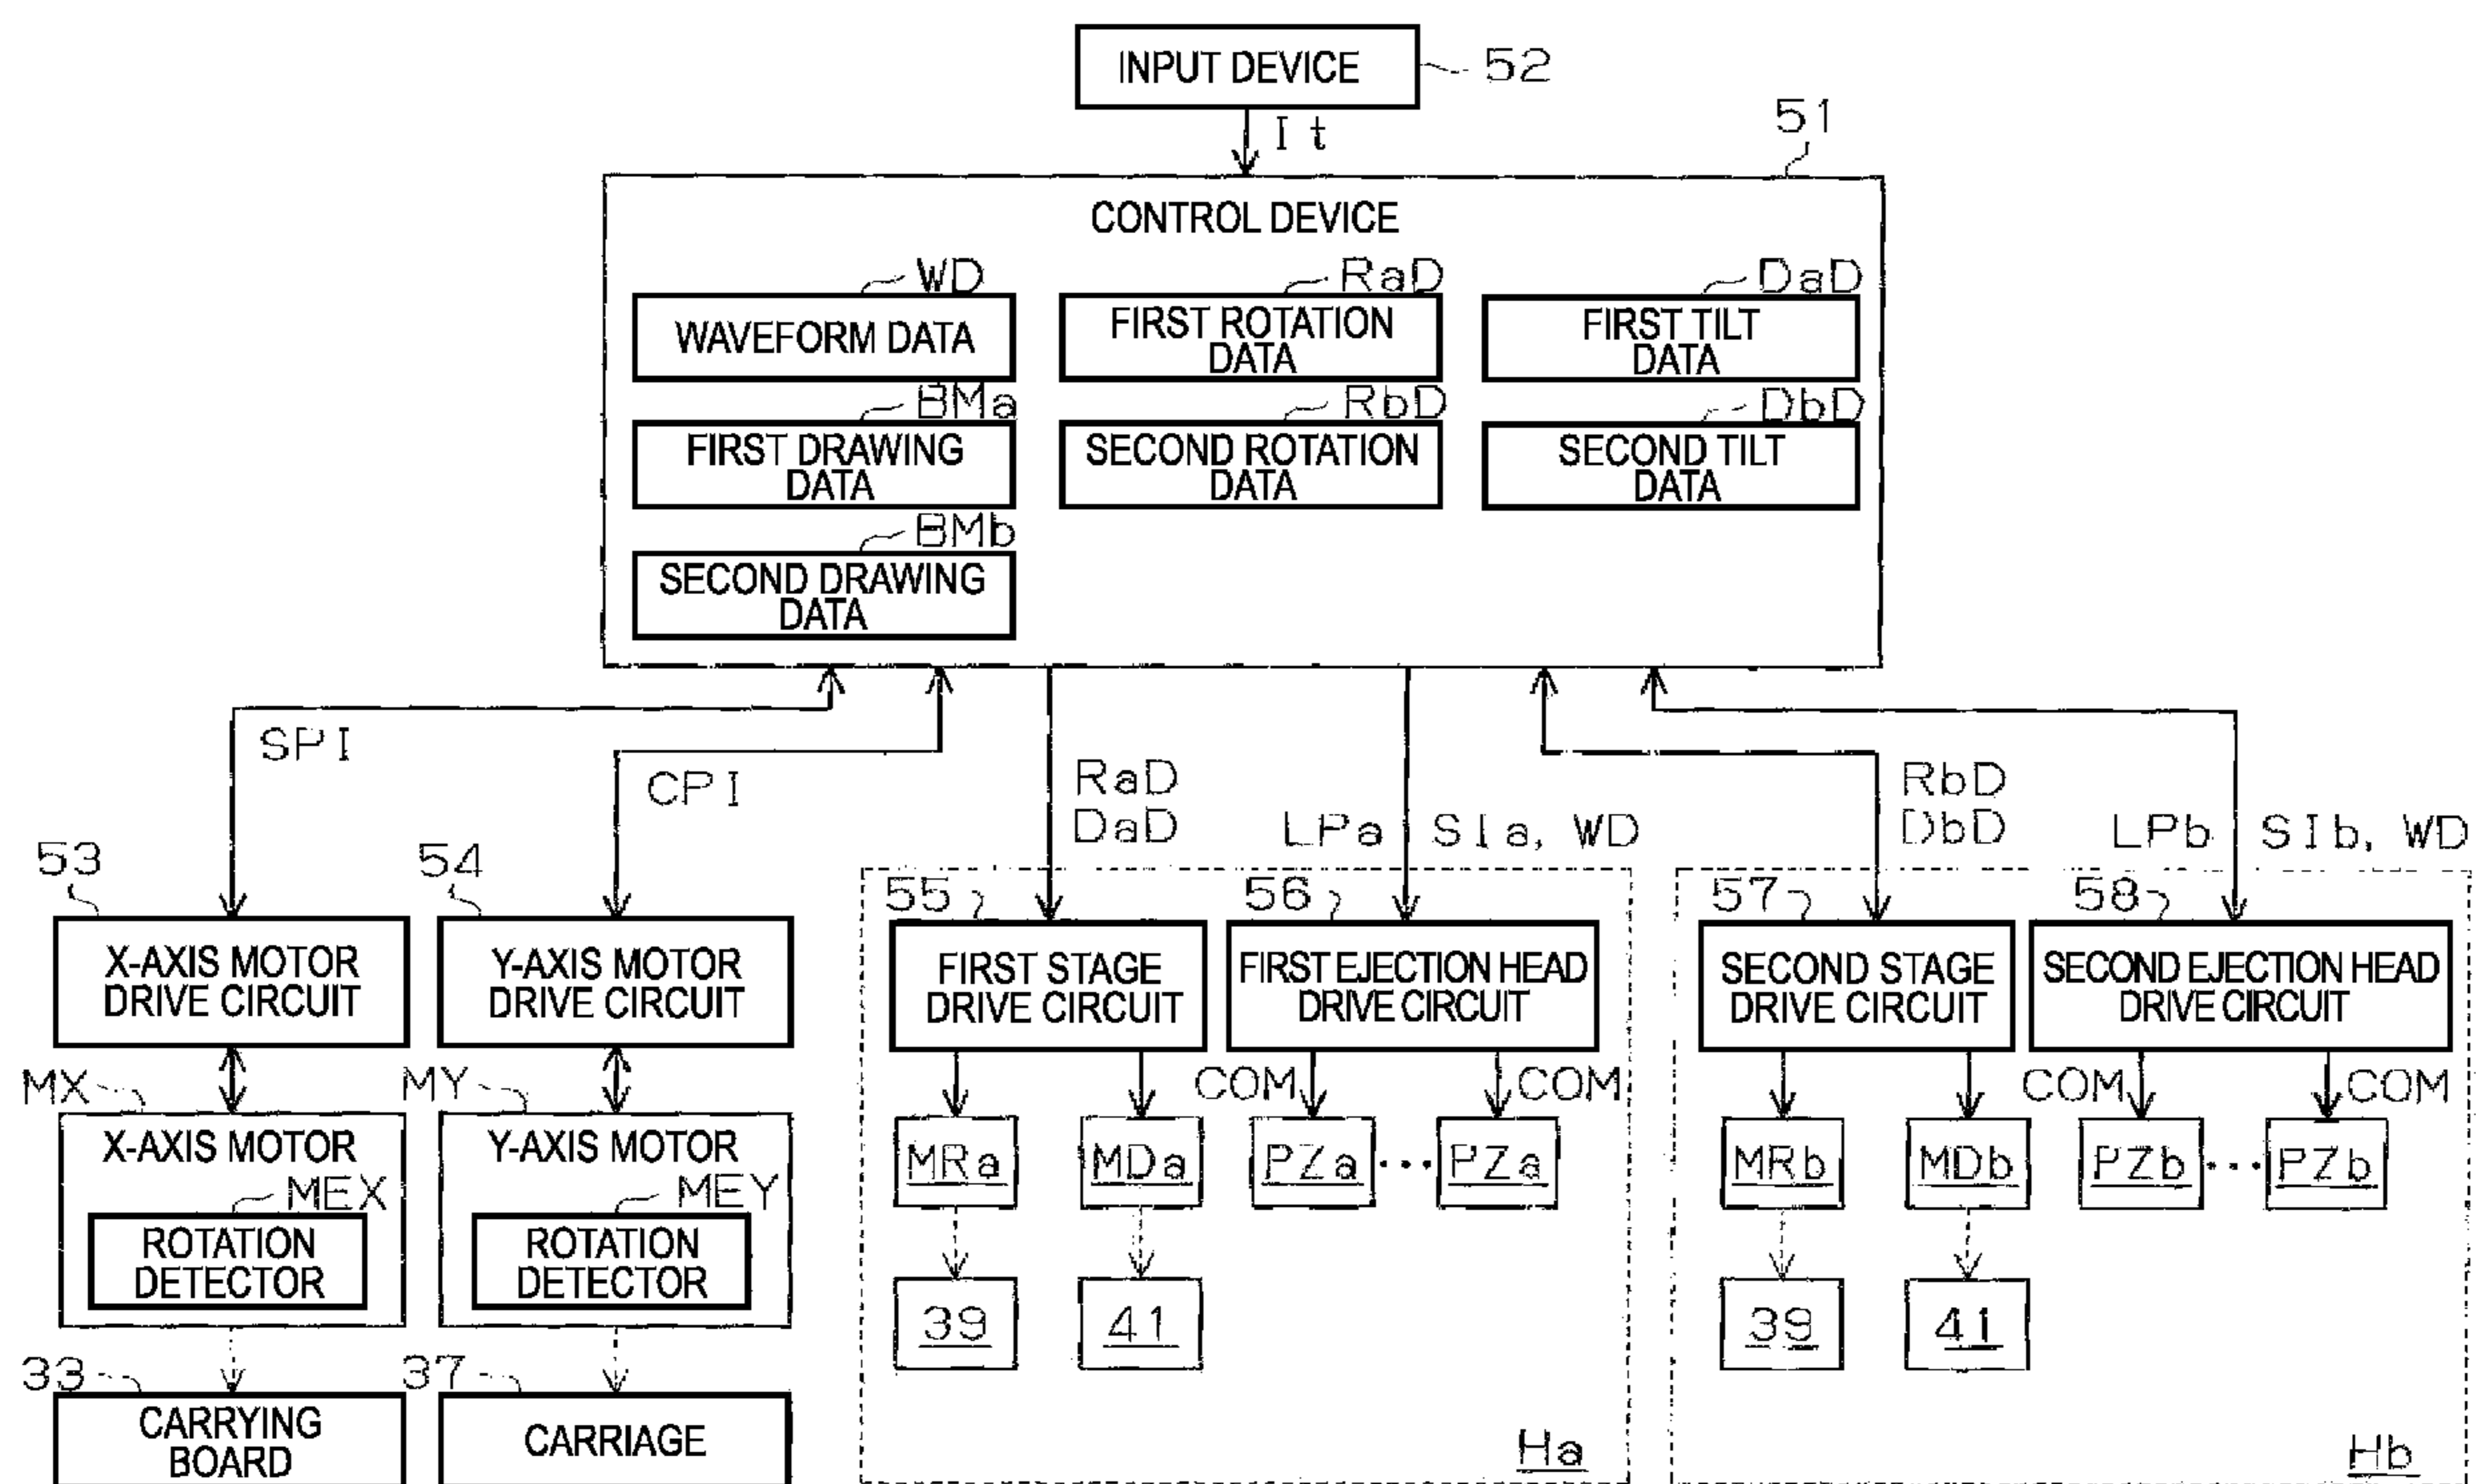 INPUT DEVICE
52
It
51
CONTROL DEVICE
WD
RaD
DaD
WAVEFORM DATA
FIRST ROTATION
DATA
FIRST TILT
DATA
BMa
RbD
DbD
FIRST DRAWING
DATA
SECOND ROTATION
DATA
SECOND TILT
DATA
BMb
SECOND DRAWING
DATA
SPI
CPI
RaD
DaD
LPa
SIa, WD
RbD
DbD
LPb
SIb, WD
53
54
55
56
57
58
X-AXIS MOTOR
DRIVE CIRCUIT
Y-AXIS MOTOR
DRIVE CIRCUIT
FIRST STAGE
DRIVE CIRCUIT
FIRST EJECTION HEAD
DRIVE CIRCUIT
SECOND STAGE
DRIVE CIRCUIT
SECOND EJECTION HEAD
DRIVE CIRCUIT
MX
MY
COM
COM
COM
COM
X-AXIS MOTOR
Y-AXIS MOTOR
MRa
MDa
PZa ... PZa
MRb
MDb
PZb ... PZb
MEX
MEY
ROTATION
DETECTOR
ROTATION
DETECTOR
39
41
39
41
33
37
CARRYING
BOARD
CARRIAGE
Ha
Hb